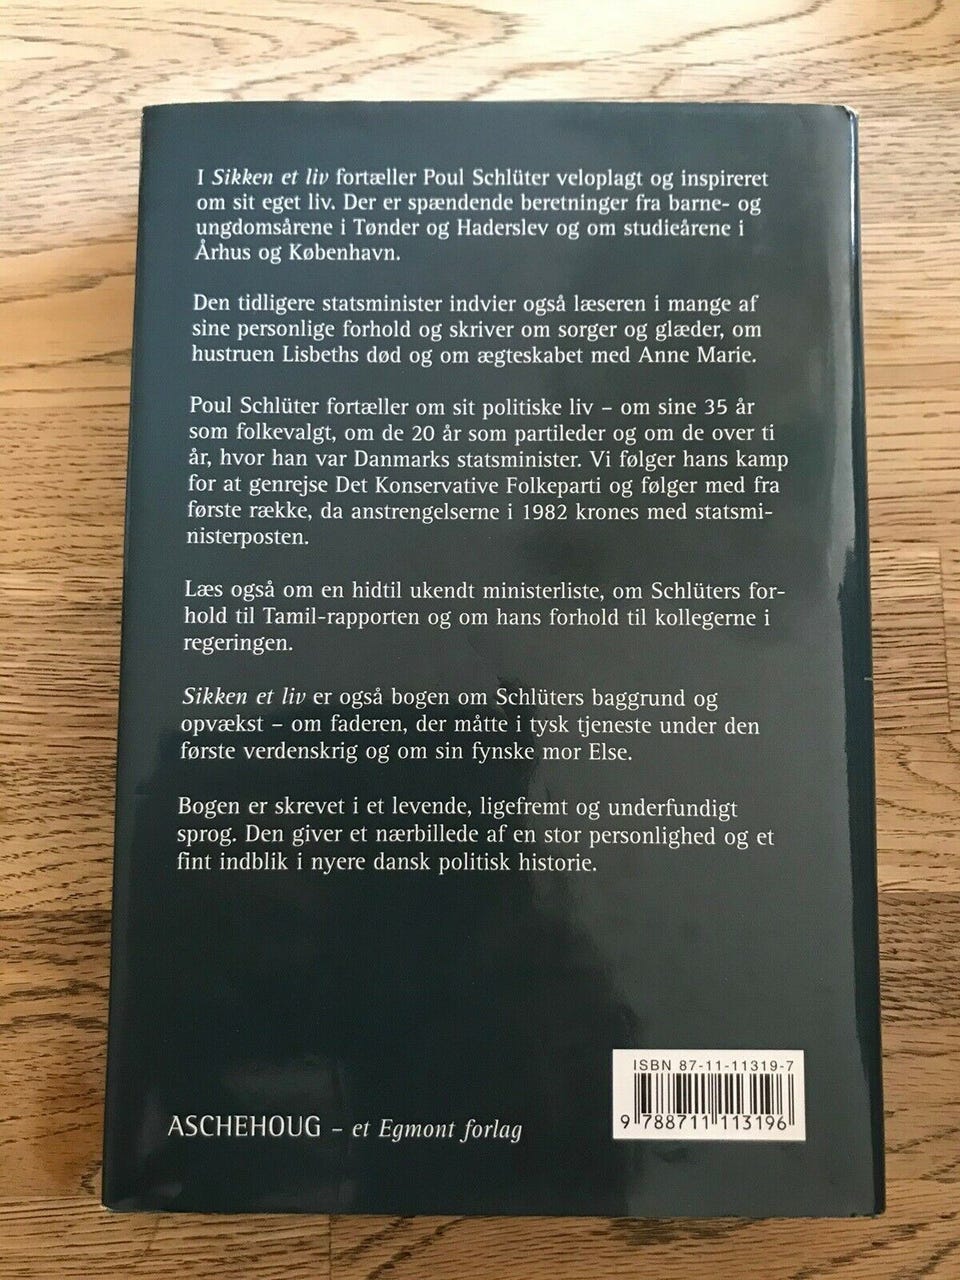 I Sikken et liv fortæller Poul Schlüter veloplagt og inspireret
om sit eget liv. Der er spændende beretninger fra barne- og
ungdomsårene i Tønder og Haderslev og om studieårene i
Århus og København.
Den tidligere statsminister indvier også læseren i mange af
sine personlige forhold og skriver om sorger og glæder, om
hustruen Lisbeths død og om ægteskabet med Anne Marie.
Poul Schlüter fortæller om sit politiske liv – om sine 35 år
som folkevalgt, om de 20 år som partileder og om de over ti
år, hvor han var Danmarks statsminister. Vi følger hans kamp
for at genrejse Det Konservative Folkeparti og følger med fra
første række, da anstrengelserne i 1982 krones med statsmi-
nisterposten.
Læs også om en hidtil ukendt ministerliste, om Schlüters for-
hold til Tamil-rapporten og om hans forhold til kollegerne i
regeringen.
Sikken et liv er også bogen om Schlüters baggrund og
opvækst – om faderen, der måtte i tysk tjeneste under den
første verdenskrig og om sin fynske mor Else.
Bogen er skrevet i et levende, ligefremt og underfundigt
sprog. Den giver et nærbillede af en stor personlighed og et
fint indblik i nyere dansk politisk historie.
ISBN 87-11-11319-7
9 788711 113196
ASCHEHOUG – et Egmont forlag